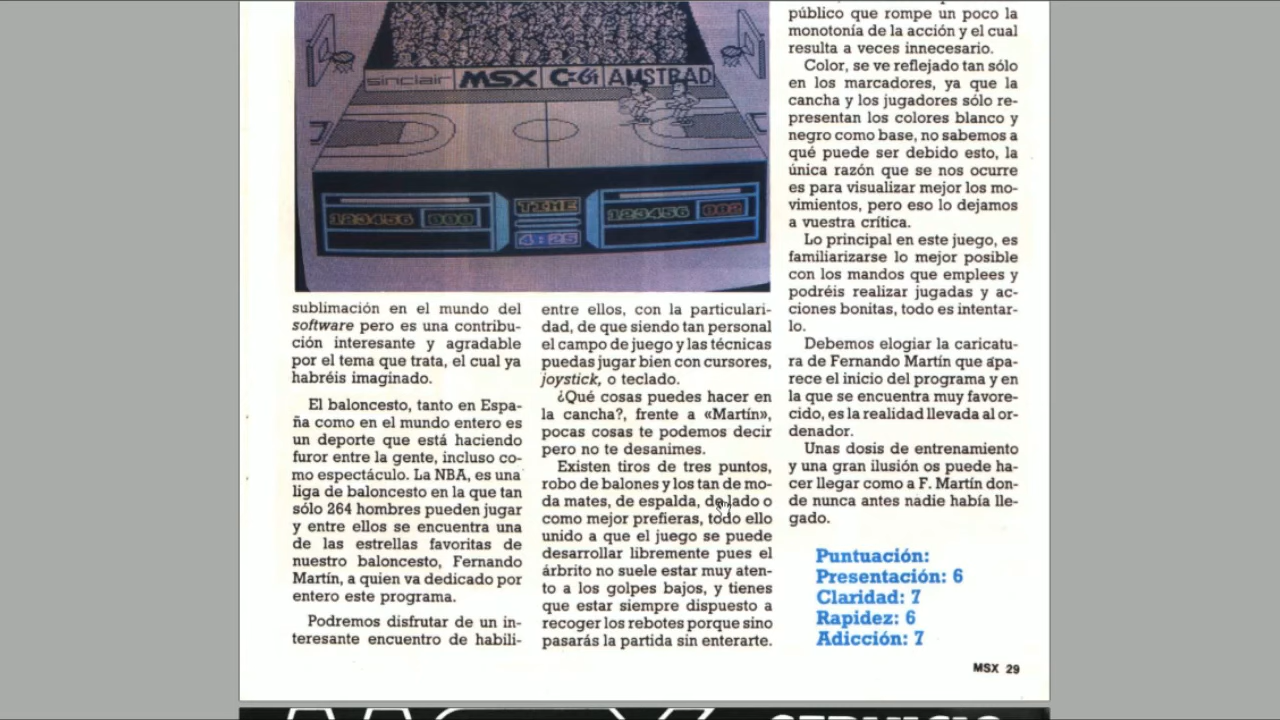 sinclair MSX C-64 AMSTRAD
123456 000 TIME 123456 002
4:25
sublimación en el mundo del
software pero es una contribu-
ción interesante y agradable
por el tema que trata, el cual ya
habréis imaginado.
El baloncesto, tanto en Espa-
ña como en el mundo entero es
un deporte que está haciendo
furor entre la gente, incluso co-
mo espectáculo. La NBA, es una
liga de baloncesto en la que tan
sólo 264 hombres pueden jugar
y entre ellos se encuentra una
de las estrellas favoritas de
nuestro baloncesto, Fernando
Martín, a quien va dedicado por
entero este programa.
Podremos disfrutar de un in-
teresante encuentro de habili-
entre ellos, con la particulari-
dad, de que siendo tan personal
el campo de juego y las técnicas
puedas jugar bien con cursores,
joystick, o teclado.
¿Qué cosas puedes hacer en
la cancha?, frente a «Martín»,
pocas cosas te podemos decir
pero no te desanimes.
Existen tiros de tres puntos,
robo de balones y los tan de mo-
da mates, de espalda, de lado o
como mejor prefieras, todo ello
unido a que el juego se puede
desarrollar libremente pues el
árbrito no suele estar muy aten-
to a los golpes bajos, y tienes
que estar siempre dispuesto a
recoger los rebotes porque sino
pasarás la partida sin enterarte.
público que rompe un poco la
monotonía de la acción y el cual
resulta a veces innecesario.
Color, se ve reflejado tan sólo
en los marcadores, ya que la
cancha y los jugadores sólo re-
presentan los colores blanco y
negro como base, no sabemos a
qué puede ser debido esto, la
única razón que se nos ocurre
es para visualizar mejor los mo-
vimientos, pero eso lo dejamos
a vuestra crítica.
Lo principal en este juego, es
familiarizarse lo mejor posible
con los mandos que emplees y
podréis realizar jugadas y ac-
ciones bonitas, todo es intentar-
lo.
Debemos elogiar la caricatu-
ra de Fernando Martín que apa-
rece el inicio del programa y en
la que se encuentra muy favore-
cido, es la realidad llevada al or-
denador.
Unas dosis de entrenamiento
y una gran ilusión os puede ha-
cer llegar como a F. Martín don-
de nunca antes nadie había lle-
gado.
Puntuación:
Presentación: 6
Claridad: 7
Rapidez: 6
Adicción: 7
MSX 29